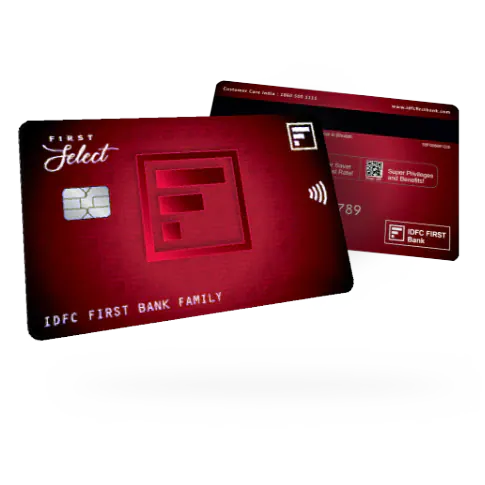 FIRST
Select
IDFC FIRST BANK FAMILY
Customer Care India : 1860 500 1111
www.idfcfirstbank.com
Super Privileges
and Benefits!
789
IDFC FIRST
Bank